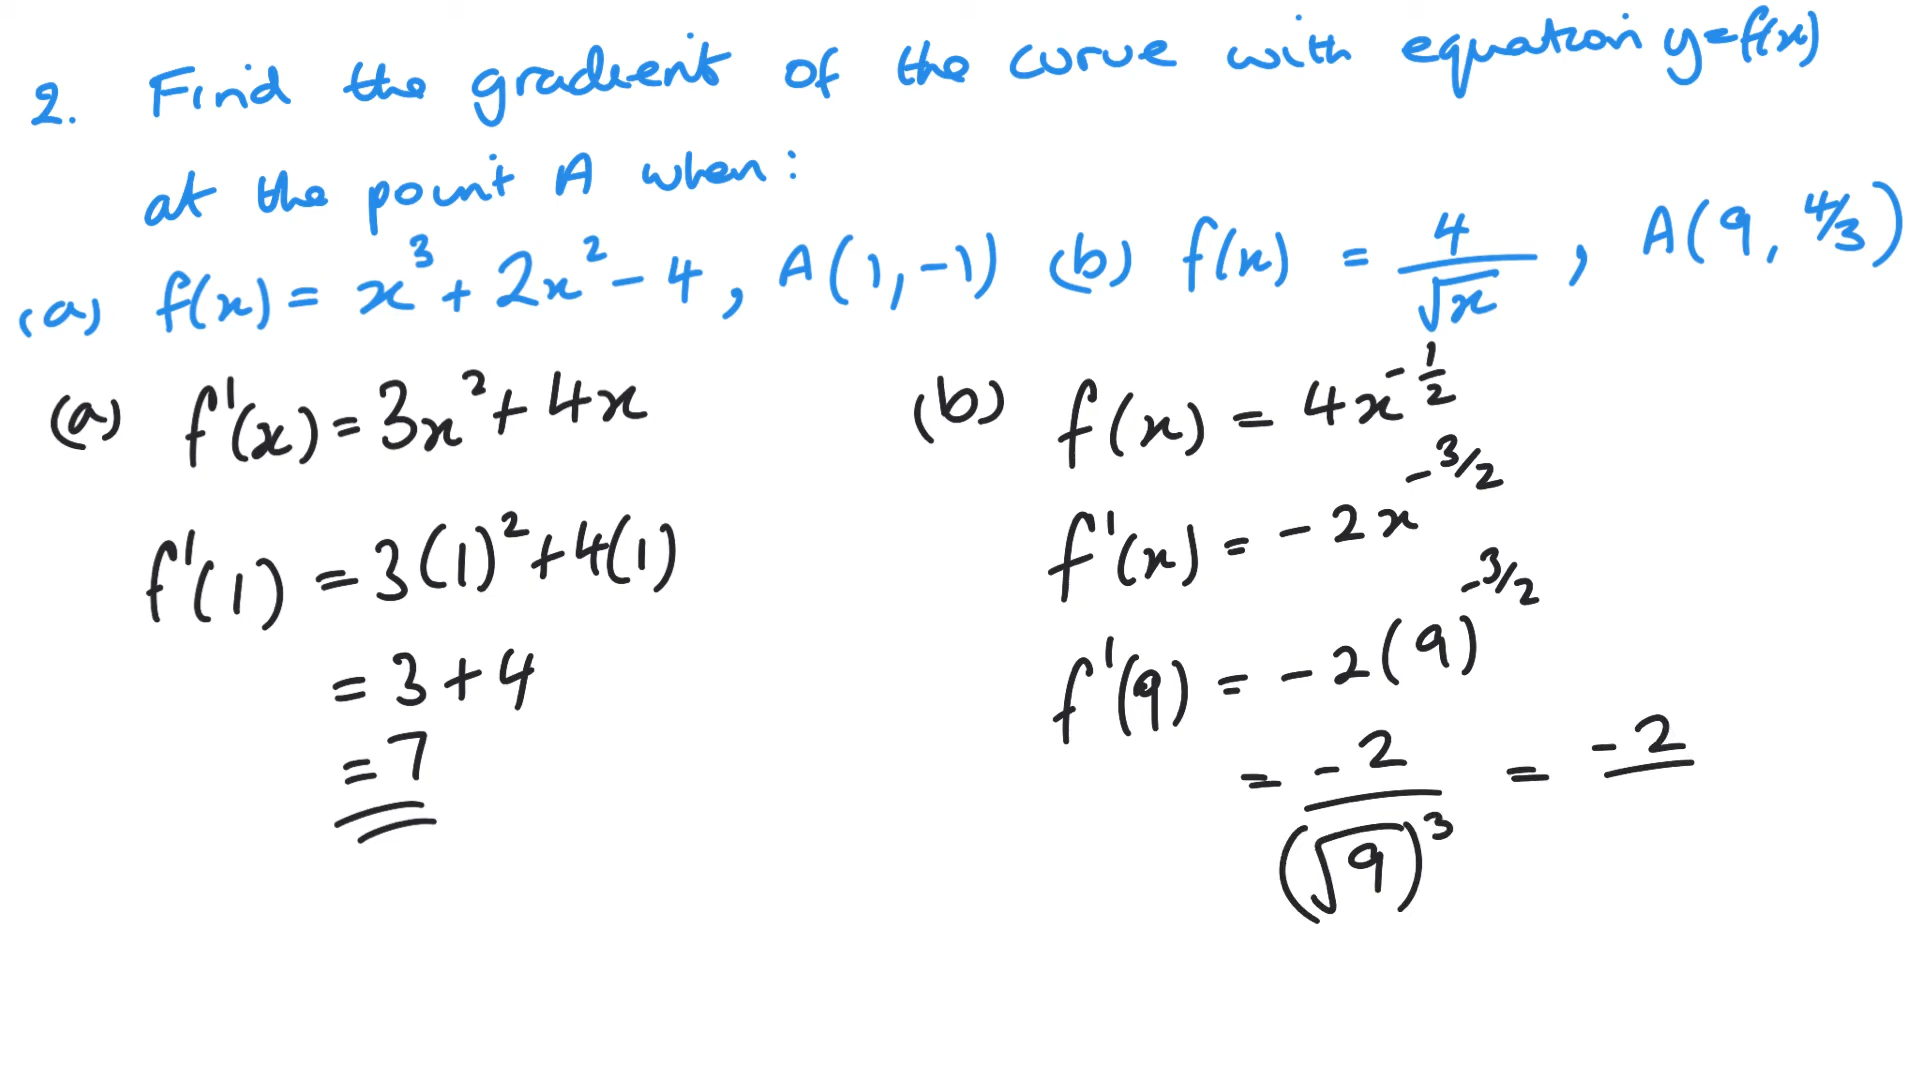 2. Find the gradient of the curve with equation y=f(x)
at the point A when:
(a) f(x) = x³ + 2x² - 4, A(1,-1) (b) f(x) = 4/√x, A(9, 4/3)
(a) f'(x) = 3x² + 4x
f'(1) = 3(1)² + 4(1)
= 3 + 4
= 7
(b) f(x) = 4x^(-1/2)
f'(x) = -2x^(-3/2)
f'(9) = -2(9)^(-3/2)
= -2/(√9)³ = -2